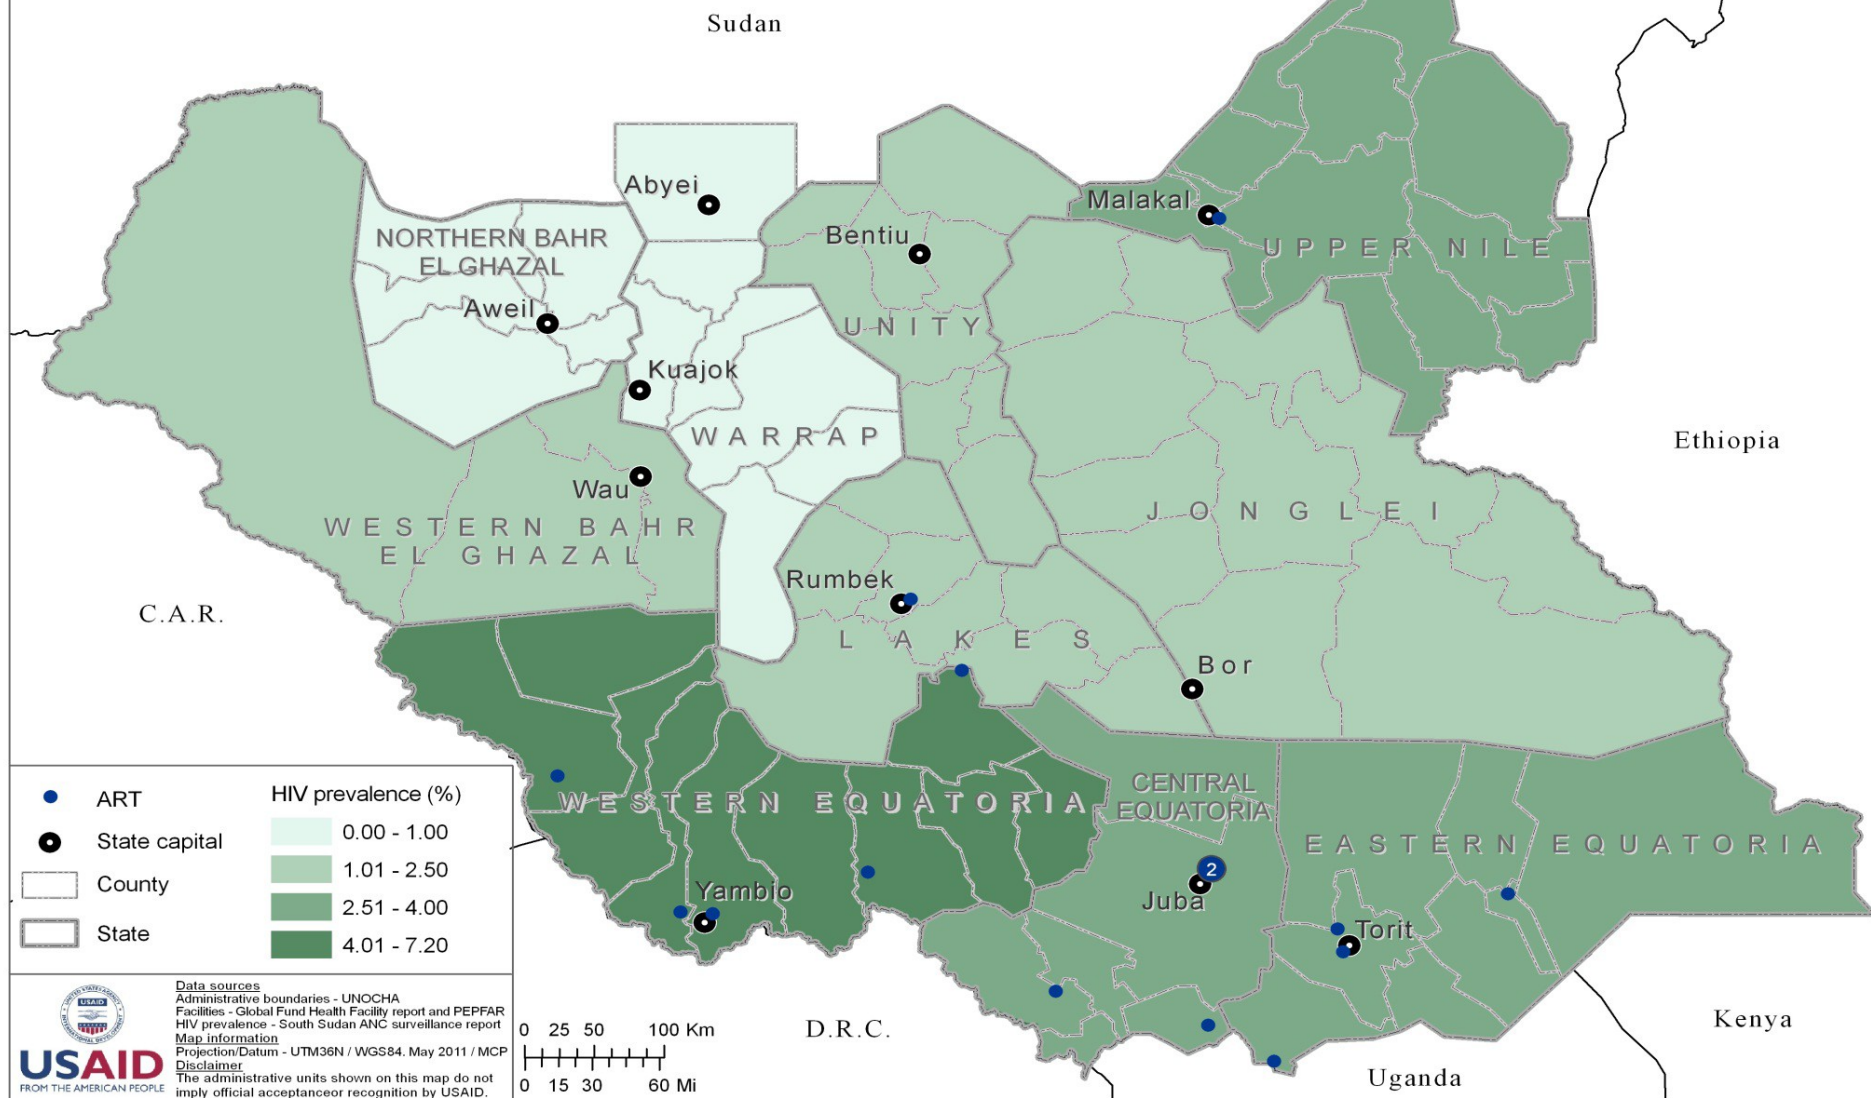 Sudan
Abyei
Malakal
NORTHERN BAHR
EL GHAZAL
Bentiu
UPPER NILE
Aweil
UNITY
Kuajok
WARRAP
Ethiopia
Wau
WESTERN BAHR
EL GHAZAL
JONGLEI
Rumbek
C.A.R.
LAKES
Bor
CENTRAL
EQUATORIA
WESTERN EQUATORIA
EASTERN EQUATORIA
2
Yambio
Juba
Torit
D.R.C.
Kenya
Uganda
ART
State capital
County
State
HIV prevalence (%)
0.00 - 1.00
1.01 - 2.50
2.51 - 4.00
4.01 - 7.20
UNITED STATES AGENCY
USAID
INTERNATIONAL DEVELOPMENT
USAID
FROM THE AMERICAN PEOPLE
Data sources
Administrative boundaries - UNOCHA
Facilities - Global Fund Health Facility report and PEPFAR
HIV prevalence - South Sudan ANC surveillance report
Map information
Projection/Datum - UTM36N / WGS84. May 2011 / MCP
Disclaimer
The administrative units shown on this map do not
imply official acceptanceor recognition by USAID.
0 25 50 100 Km
0 15 30 60 Mi